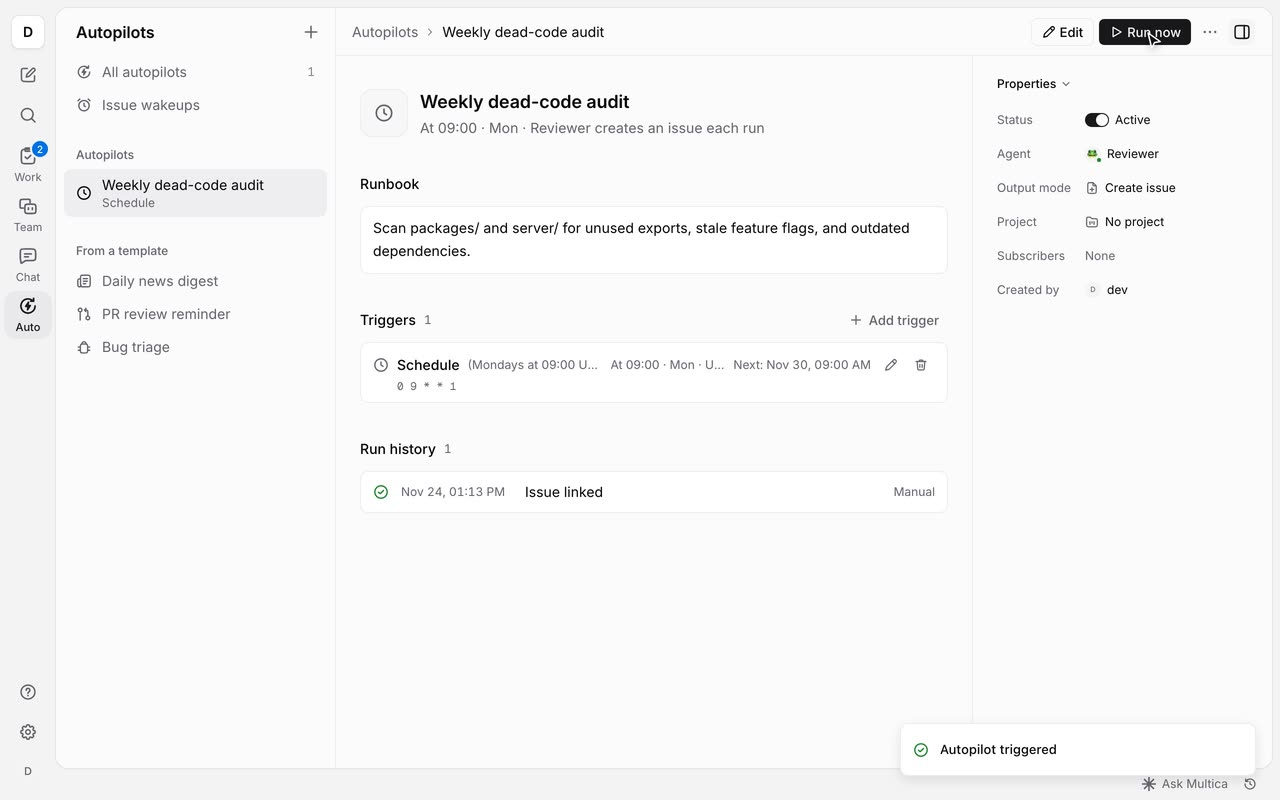 D
Autopilots
All autopilots 1
Issue wakeups
Autopilots
Weekly dead-code audit
Schedule
From a template
Daily news digest
PR review reminder
Bug triage
2
Work
Team
Chat
Auto
D
Autopilots > Weekly dead-code audit
Edit
Run now
Weekly dead-code audit
At 09:00 · Mon · Reviewer creates an issue each run
Runbook
Scan packages/ and server/ for unused exports, stale feature flags, and outdated
dependencies.
Triggers 1
Add trigger
Schedule (Mondays at 09:00 U... At 09:00 · Mon · U... Next: Nov 30, 09:00 AM
0 9 * * 1
Run history 1
Nov 24, 01:13 PM Issue linked Manual
Properties
Status Active
Agent Reviewer
Output mode Create issue
Project No project
Subscribers None
Created by D dev
Autopilot triggered
Ask Multica